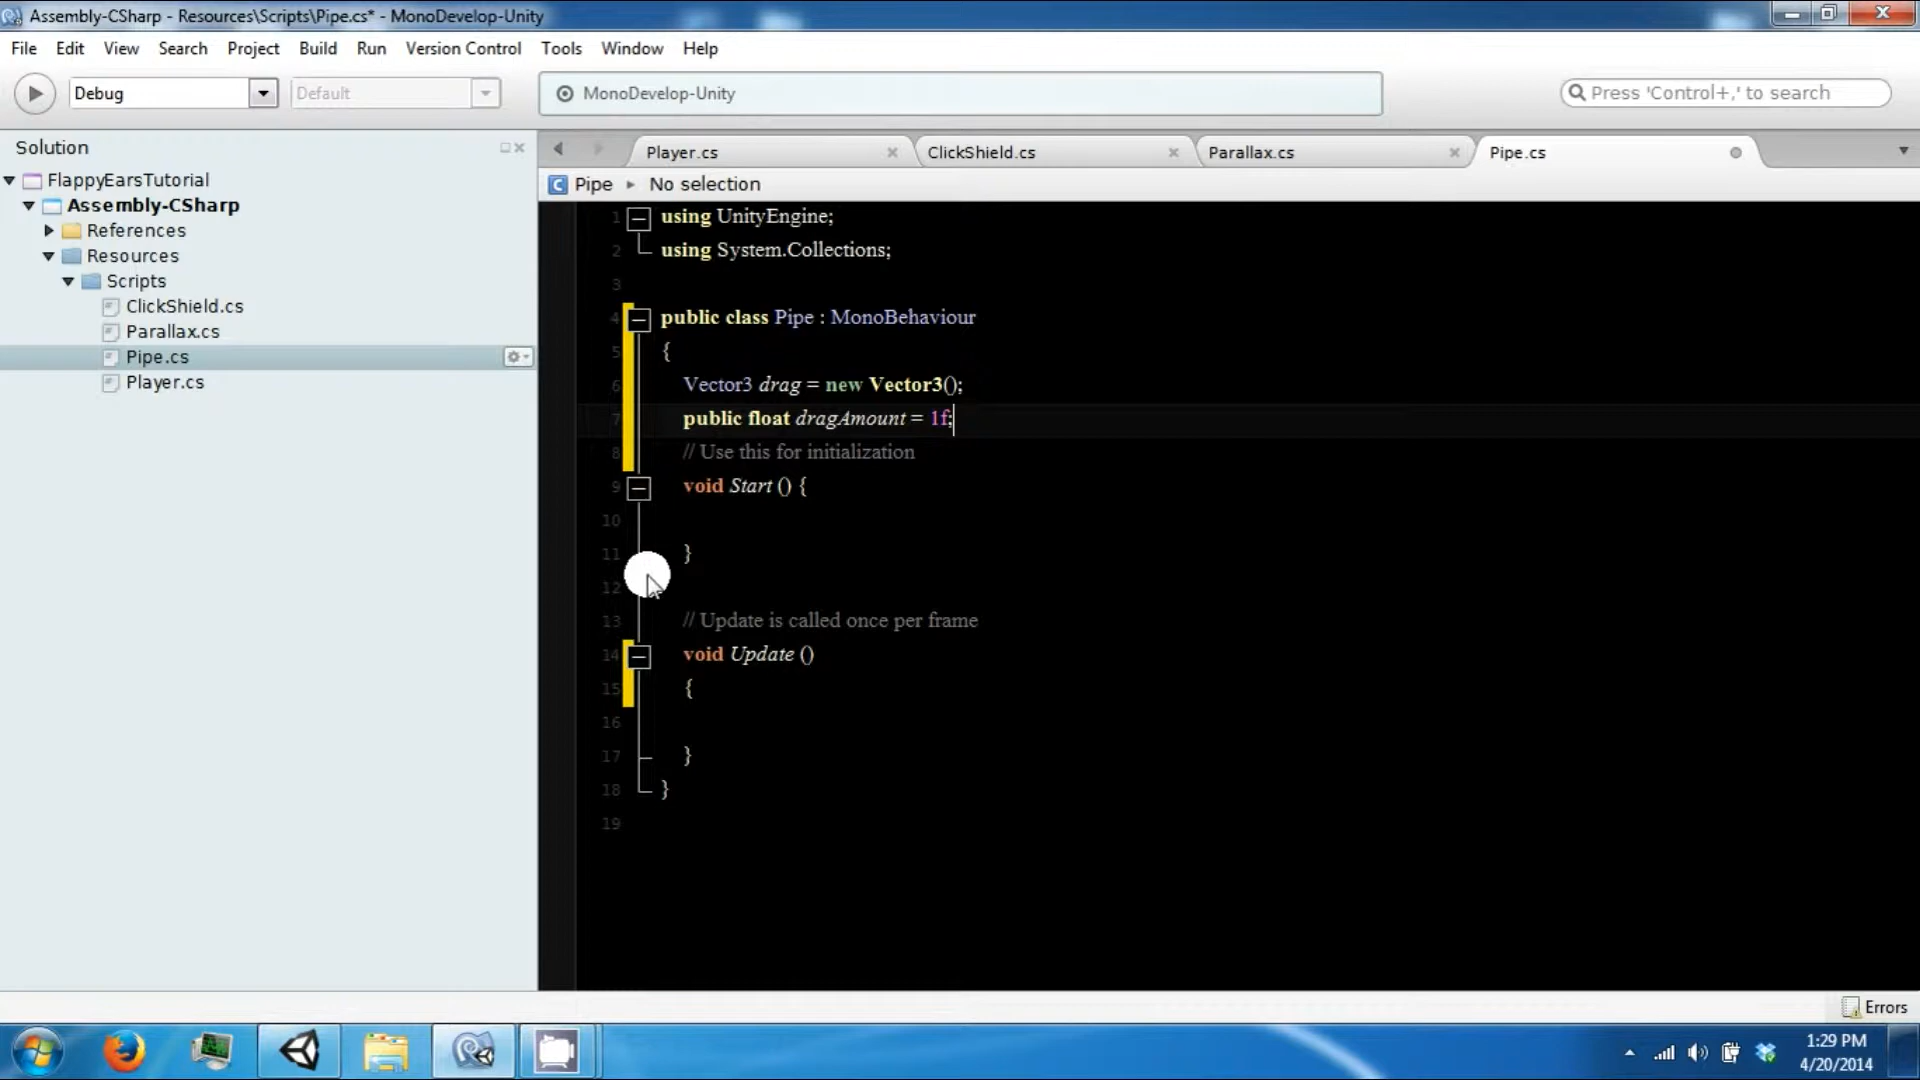 Assembly-CSharp - Resources\Scripts\Pipe.cs* - MonoDevelop-Unity
File Edit View Search Project Build Run Version Control Tools Window Help
Debug Default MonoDevelop-Unity Press 'Control+,' to search
Solution
FlappyEarsTutorial
Assembly-CSharp
References
Resources
Scripts
ClickShield.cs
Parallax.cs
Pipe.cs
Player.cs
Player.cs ClickShield.cs Parallax.cs Pipe.cs
C Pipe No selection
1 using UnityEngine;
2 using System.Collections;
3
4 public class Pipe : MonoBehaviour
5 {
6 Vector3 drag = new Vector3();
7 public float dragAmount = 1f;
8 // Use this for initialization
9 void Start () {
10
11 }
12
13 // Update is called once per frame
14 void Update ()
15 {
16
17 }
18 }
19
Errors
1:29 PM
4/20/2014